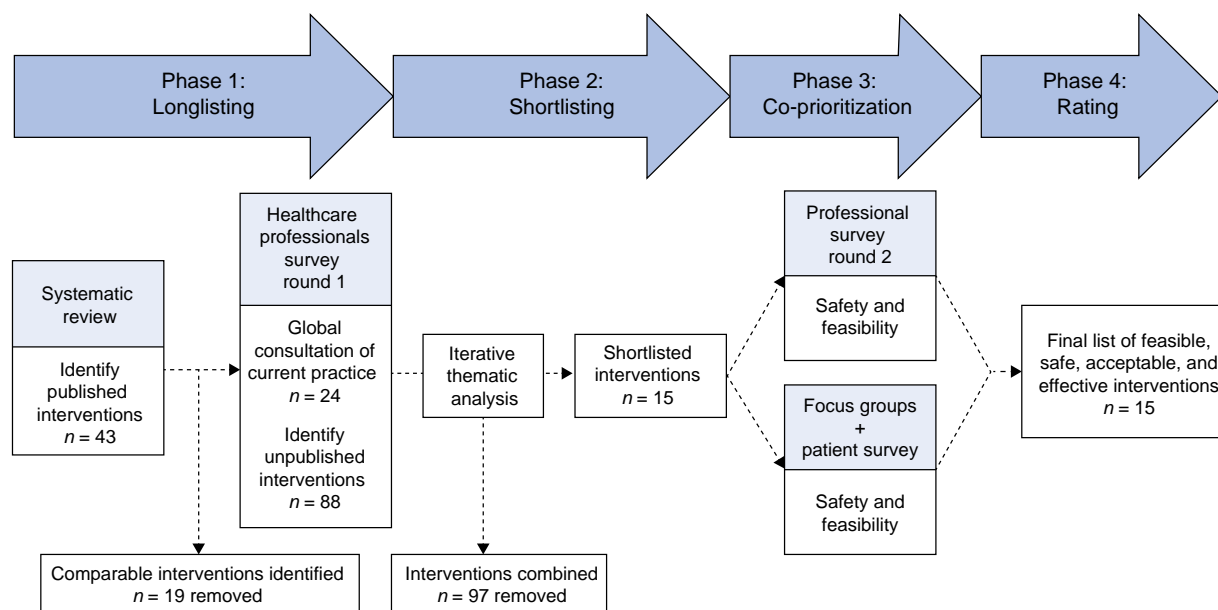 Phase 1:
Longlisting
Phase 2:
Shortlisting
Phase 3:
Co-prioritization
Phase 4:
Rating
Systematic
review
Identify
published
interventions
n = 43
Healthcare
professionals
survey
round 1
Global
consultation of
current practice
n = 24
Identify
unpublished
interventions
n = 88
Comparable interventions identified
n = 19 removed
Iterative
thematic
analysis
Interventions combined
n = 97 removed
Shortlisted
interventions
n = 15
Professional
survey
round 2
Safety and
feasibility
Focus groups
+
patient survey
Safety and
feasibility
Final list of feasible,
safe, acceptable, and
effective interventions
n = 15